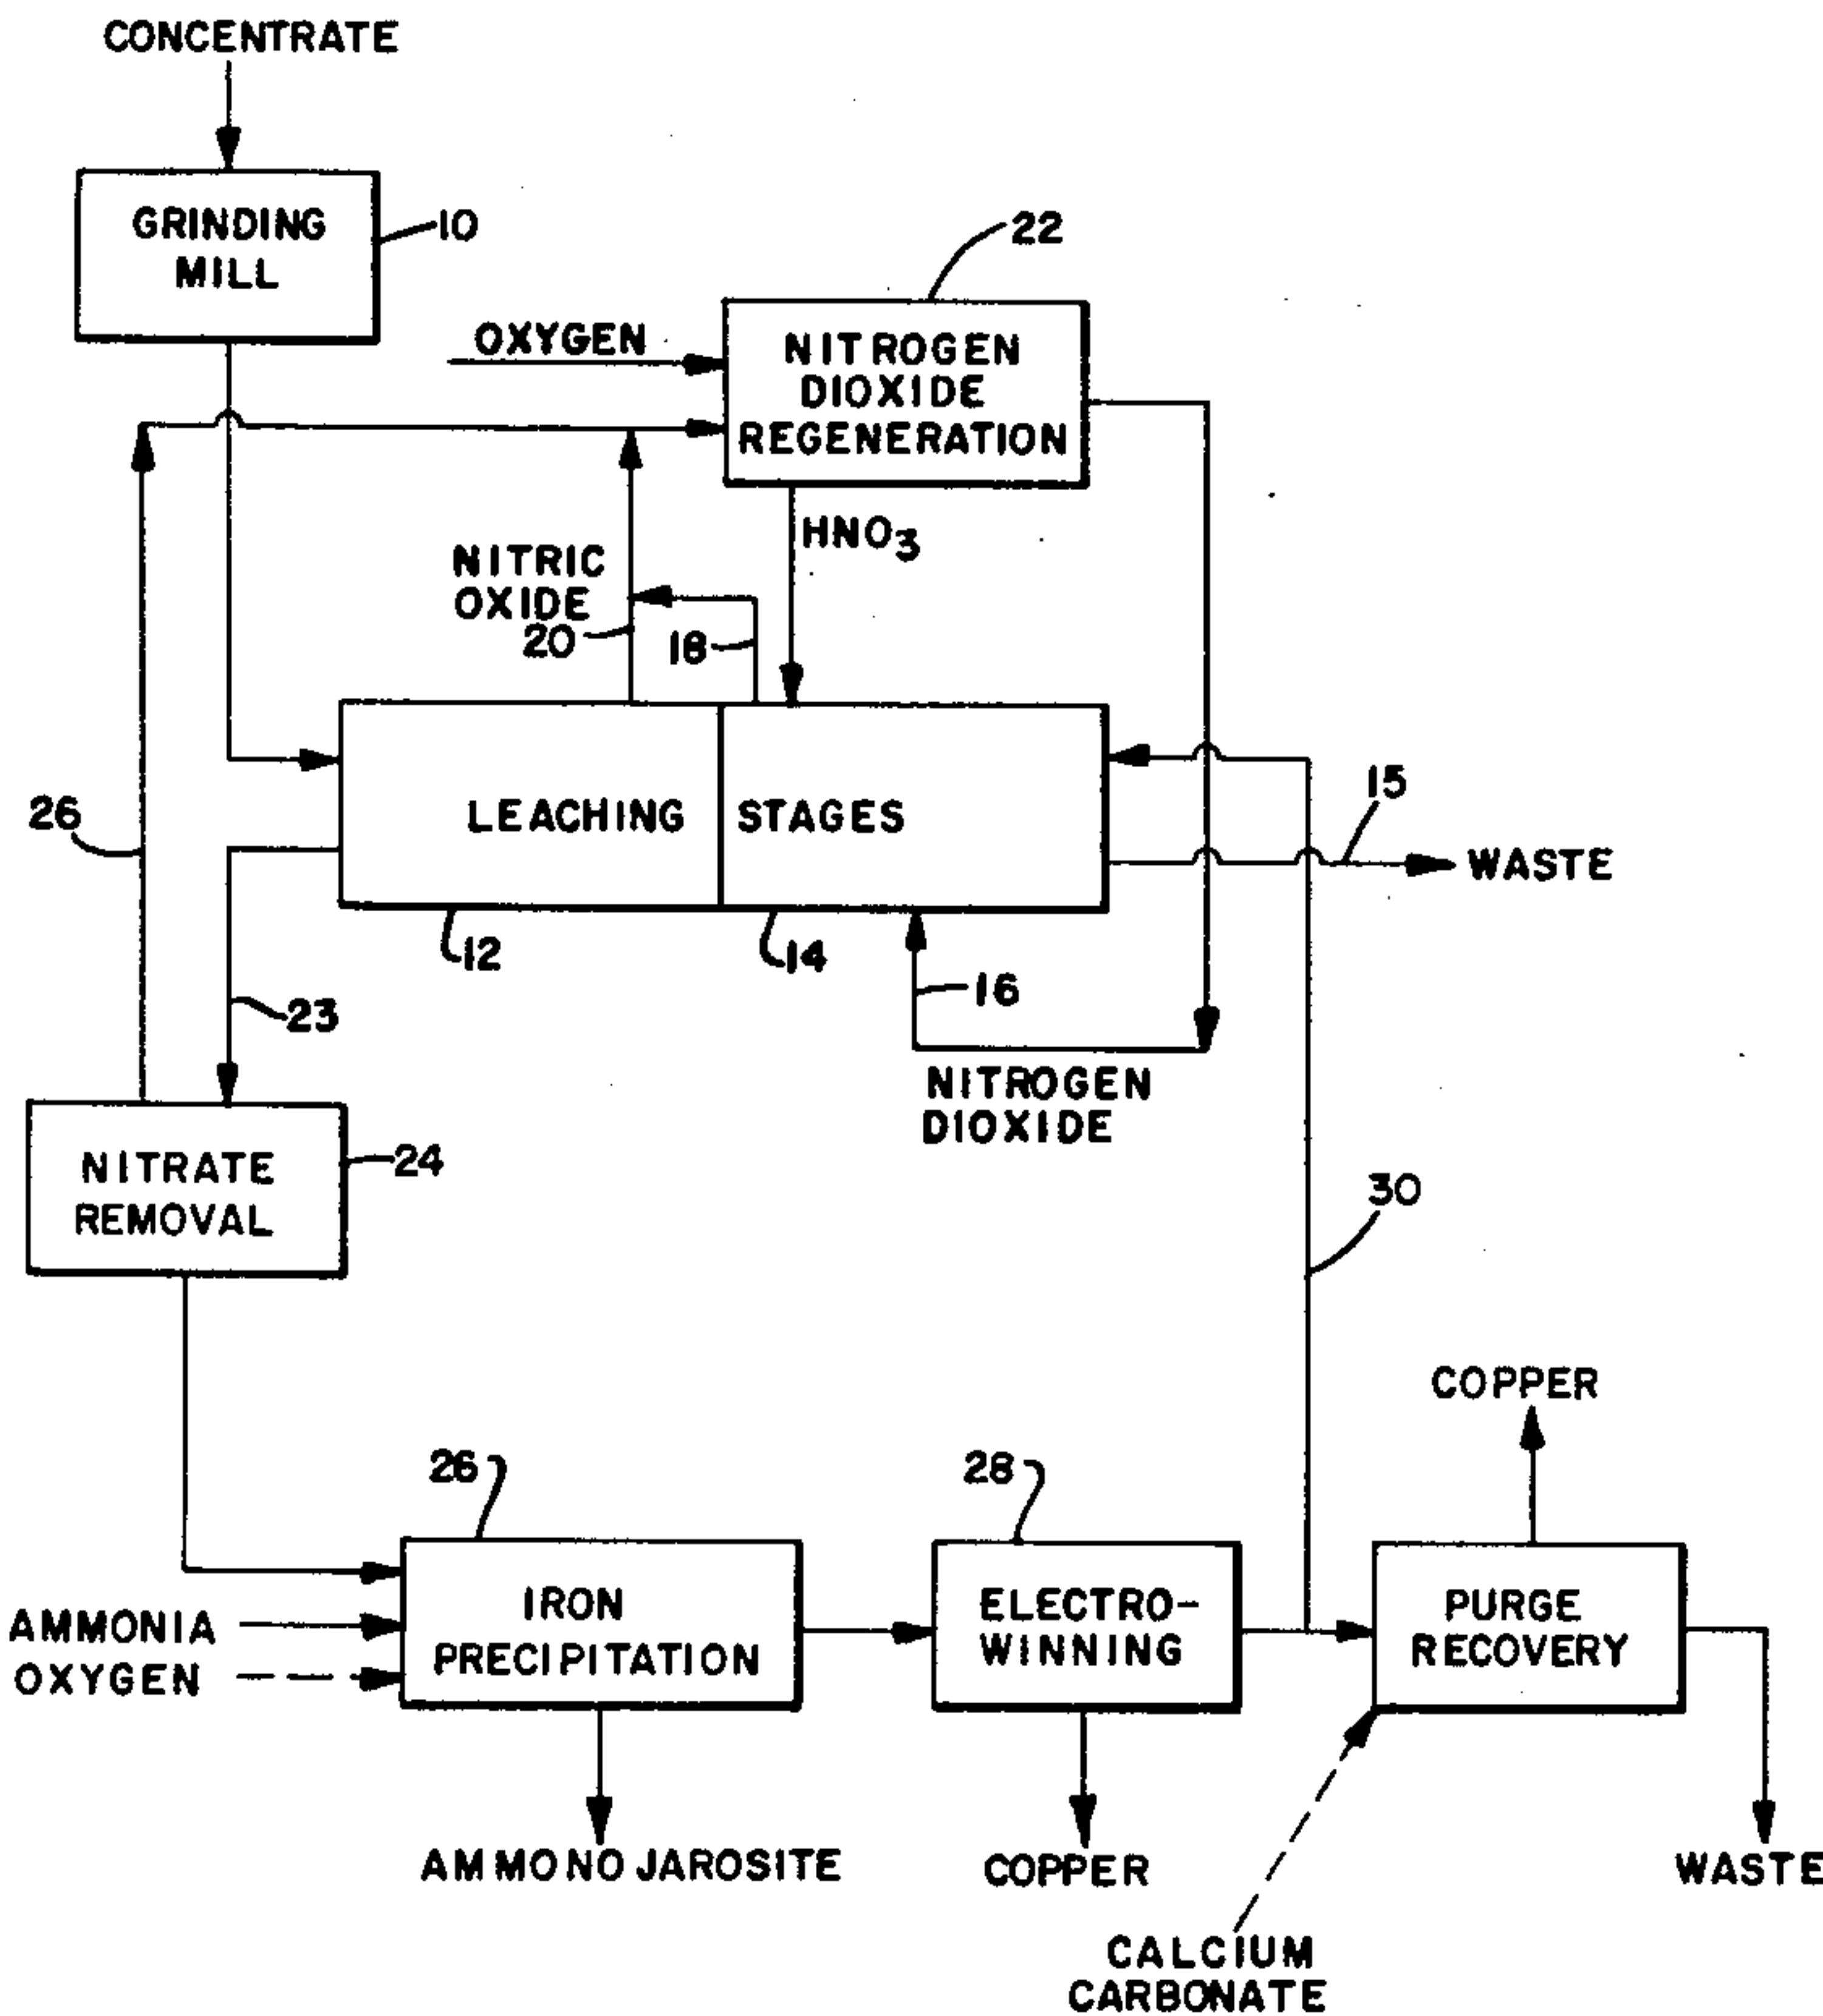 CONCENTRATE
GRINDING
MILL
10
22
OXYGEN
NITROGEN
DIOXIDE
REGENERATION
HNO3
NITRIC
OXIDE
20
18
26
LEACHING STAGES
15
WASTE
12
14
16
23
NITROGEN
DIOXIDE
NITRATE
REMOVAL
24
30
COPPER
26
28
IRON
PRECIPITATION
ELECTRO-
WINNING
PURGE
RECOVERY
AMMONIA
OXYGEN
AMMONO JAROSITE
COPPER
WASTE
CALCIUM
CARBONATE